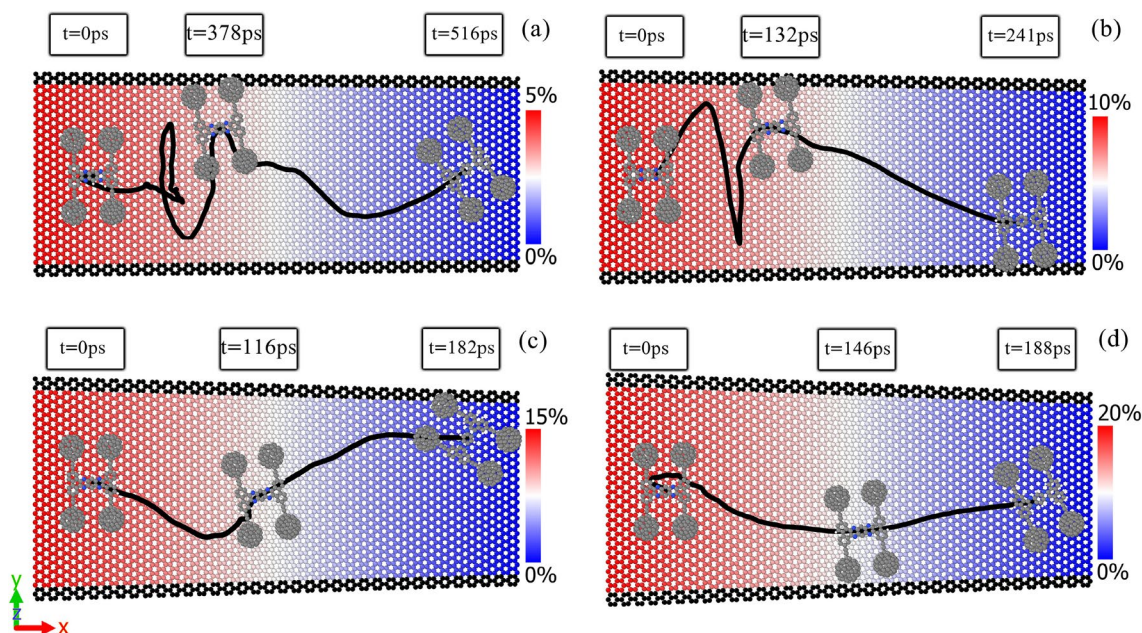 t=0ps t=378ps t=516ps (a)
5%
0%
t=0ps t=132ps t=241ps (b)
10%
0%
t=0ps t=116ps t=182ps (c)
15%
0%
t=0ps t=146ps t=188ps (d)
20%
0%
y
z
x